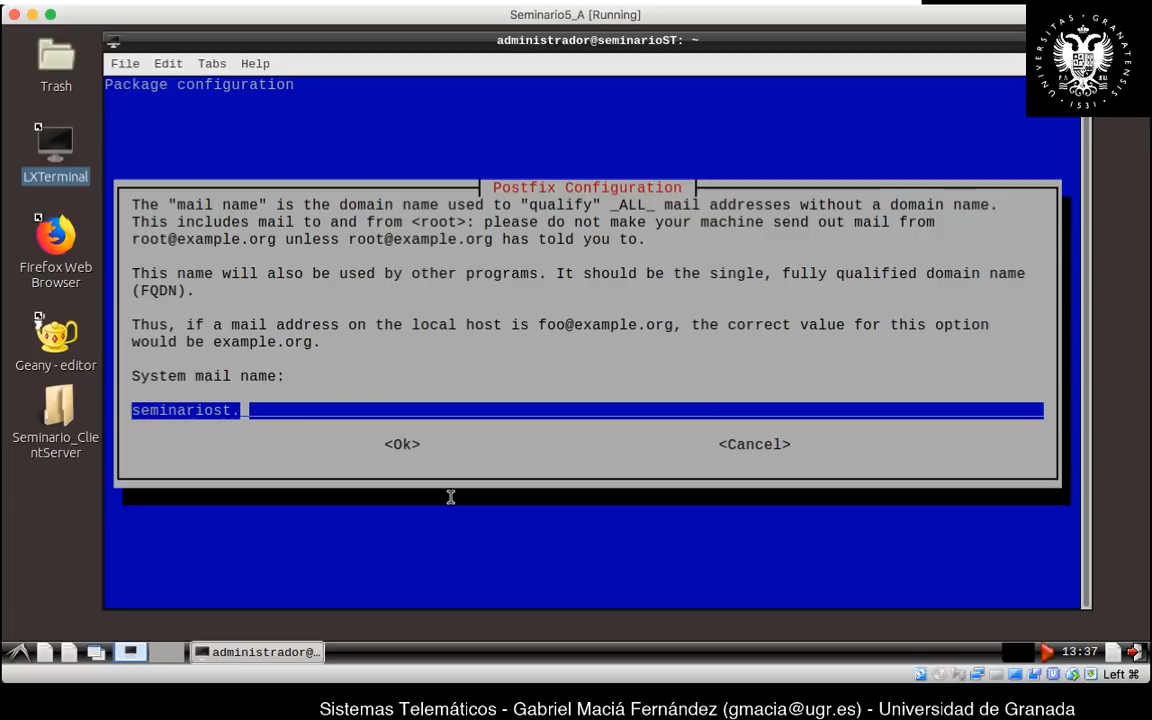 Seminario5_A [Running]
administrador@seminarioST: ~
File Edit Tabs Help
Package configuration
Trash
LXTerminal
Firefox Web
Browser
Geany - editor
Seminario_Clie
ntServer
Postfix Configuration
The "mail name" is the domain name used to "qualify" _ALL_ mail addresses without a domain name.
This includes mail to and from <root>: please do not make your machine send out mail from
root@example.org unless root@example.org has told you to.
This name will also be used by other programs. It should be the single, fully qualified domain name
(FQDN).
Thus, if a mail address on the local host is foo@example.org, the correct value for this option
would be example.org.
System mail name:
seminariost.
<Ok> <Cancel>
administrador@...
13:37
Left ⌘
UNIVERSITAS GRANATENSIS 1531
Sistemas Telemáticos - Gabriel Maciá Fernández (gmacia@ugr.es) - Universidad de Granada